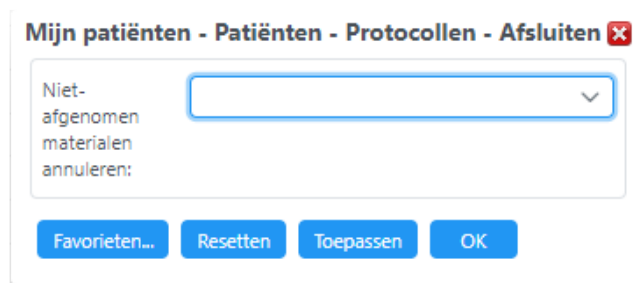 Mijn patiënten - Patiënten - Protocollen - Afsluiten
Niet-
afgenomen
materialen
annuleren:
Favorieten... Resetten Toepassen OK